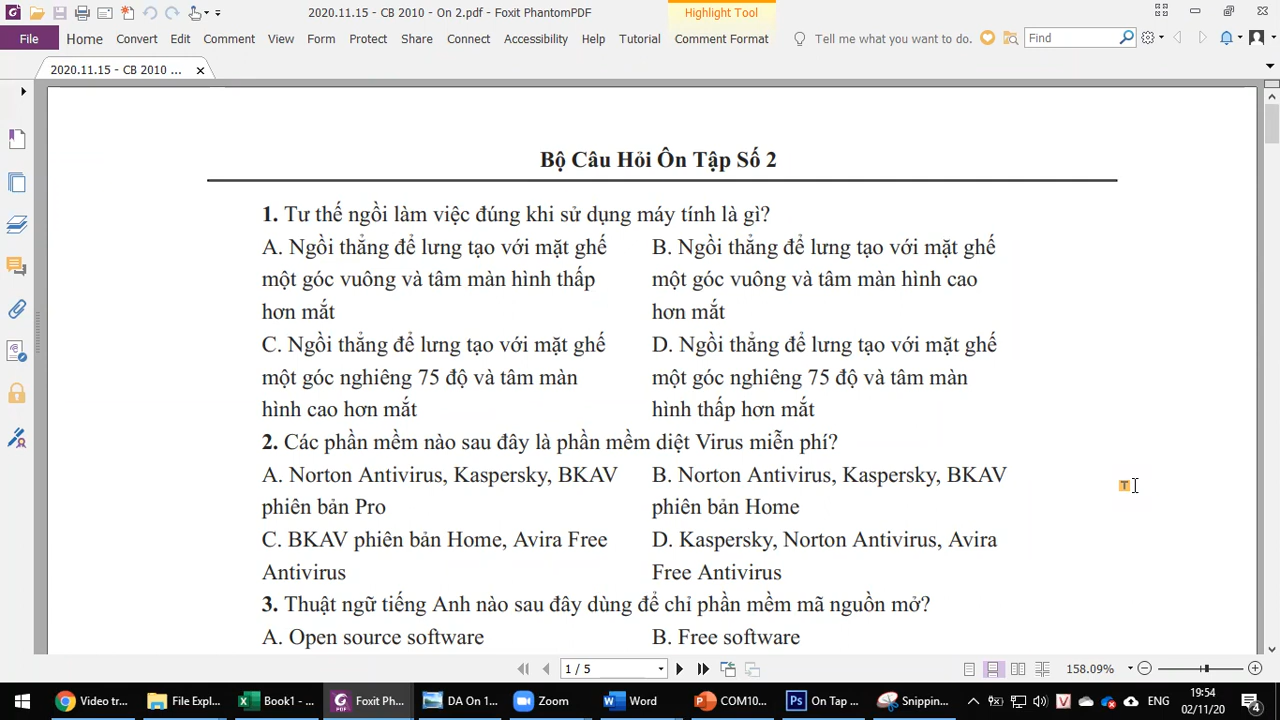 2020.11.15 - CB 2010 - On 2.pdf - Foxit PhantomPDF
Highlight Tool
File Home Convert Edit Comment View Form Protect Share Connect Accessibility Help Tutorial Comment Format Tell me what you want to do. Find
2020.11.15 - CB 2010 ...
Bộ Câu Hỏi Ôn Tập Số 2
1. Tư thế ngồi làm việc đúng khi sử dụng máy tính là gì?
A. Ngồi thẳng để lưng tạo với mặt ghế
một góc vuông và tâm màn hình thấp
hơn mắt
B. Ngồi thẳng để lưng tạo với mặt ghế
một góc vuông và tâm màn hình cao
hơn mắt
C. Ngồi thẳng để lưng tạo với mặt ghế
một góc nghiêng 75 độ và tâm màn
hình cao hơn mắt
D. Ngồi thẳng để lưng tạo với mặt ghế
một góc nghiêng 75 độ và tâm màn
hình thấp hơn mắt
2. Các phần mềm nào sau đây là phần mềm diệt Virus miễn phí?
A. Norton Antivirus, Kaspersky, BKAV
phiên bản Pro
B. Norton Antivirus, Kaspersky, BKAV
phiên bản Home
C. BKAV phiên bản Home, Avira Free
Antivirus
D. Kaspersky, Norton Antivirus, Avira
Free Antivirus
3. Thuật ngữ tiếng Anh nào sau đây dùng để chỉ phần mềm mã nguồn mở?
A. Open source software
B. Free software
1 / 5
158.09%
Video tr... File Expl... Book1 - ... Foxit Ph... DA On 1... Zoom Word COM10... On Tap ... Snippin... ENG
19:54
02/11/20
4